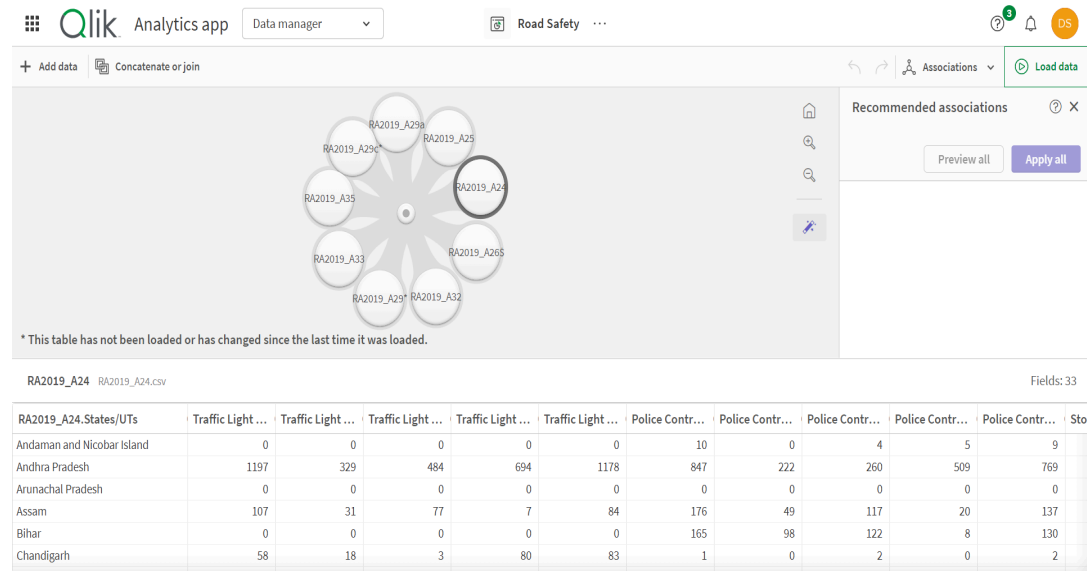 Qlik Analytics app Data manager Road Safety ... 3 DS
+ Add data Concatenate or join Associations Load data
Recommended associations
Preview all Apply all
RA2019_A29a
RA2019_A25
RA2019_A29c*
RA2019_A24
RA2019_A35
RA2019_A26S
RA2019_A33
RA2019_A29* RA2019_A32
* This table has not been loaded or has changed since the last time it was loaded.
RA2019_A24 RA2019_A24.csv Fields: 33
RA2019_A24.States/UTs Traffic Light ... Traffic Light ... Traffic Light ... Traffic Light ... Traffic Light ... Police Contr... Police Contr... Police Contr... Police Contr... Police Contr... Sto
Andaman and Nicobar Island 0 0 0 0 0 10 0 4 5 9
Andhra Pradesh 1197 329 484 694 1178 847 222 260 509 769
Arunachal Pradesh 0 0 0 0 0 0 0 0 0 0
Assam 107 31 77 7 84 176 49 117 20 137
Bihar 0 0 0 0 0 165 98 122 8 130
Chandigarh 58 18 3 80 83 1 0 2 0 2